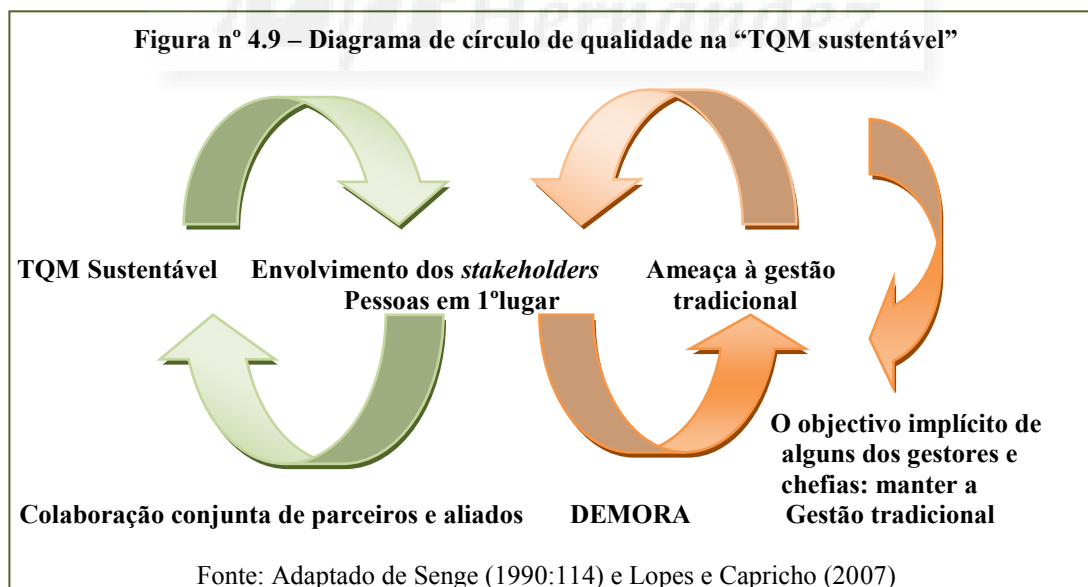 Hernandez
Figura nº 4.9 – Diagrama de círculo de qualidade na “TQM sustentável”
TQM Sustentável
Envolvimento dos stakeholders
Pessoas em 1ºlugar
Ameaça à gestão
tradicional
O objectivo implícito de
alguns dos gestores e
chefias: manter a
Gestão tradicional
Colaboração conjunta de parceiros e aliados
DEMORA
Fonte: Adaptado de Senge (1990:114) e Lopes e Capricho (2007)